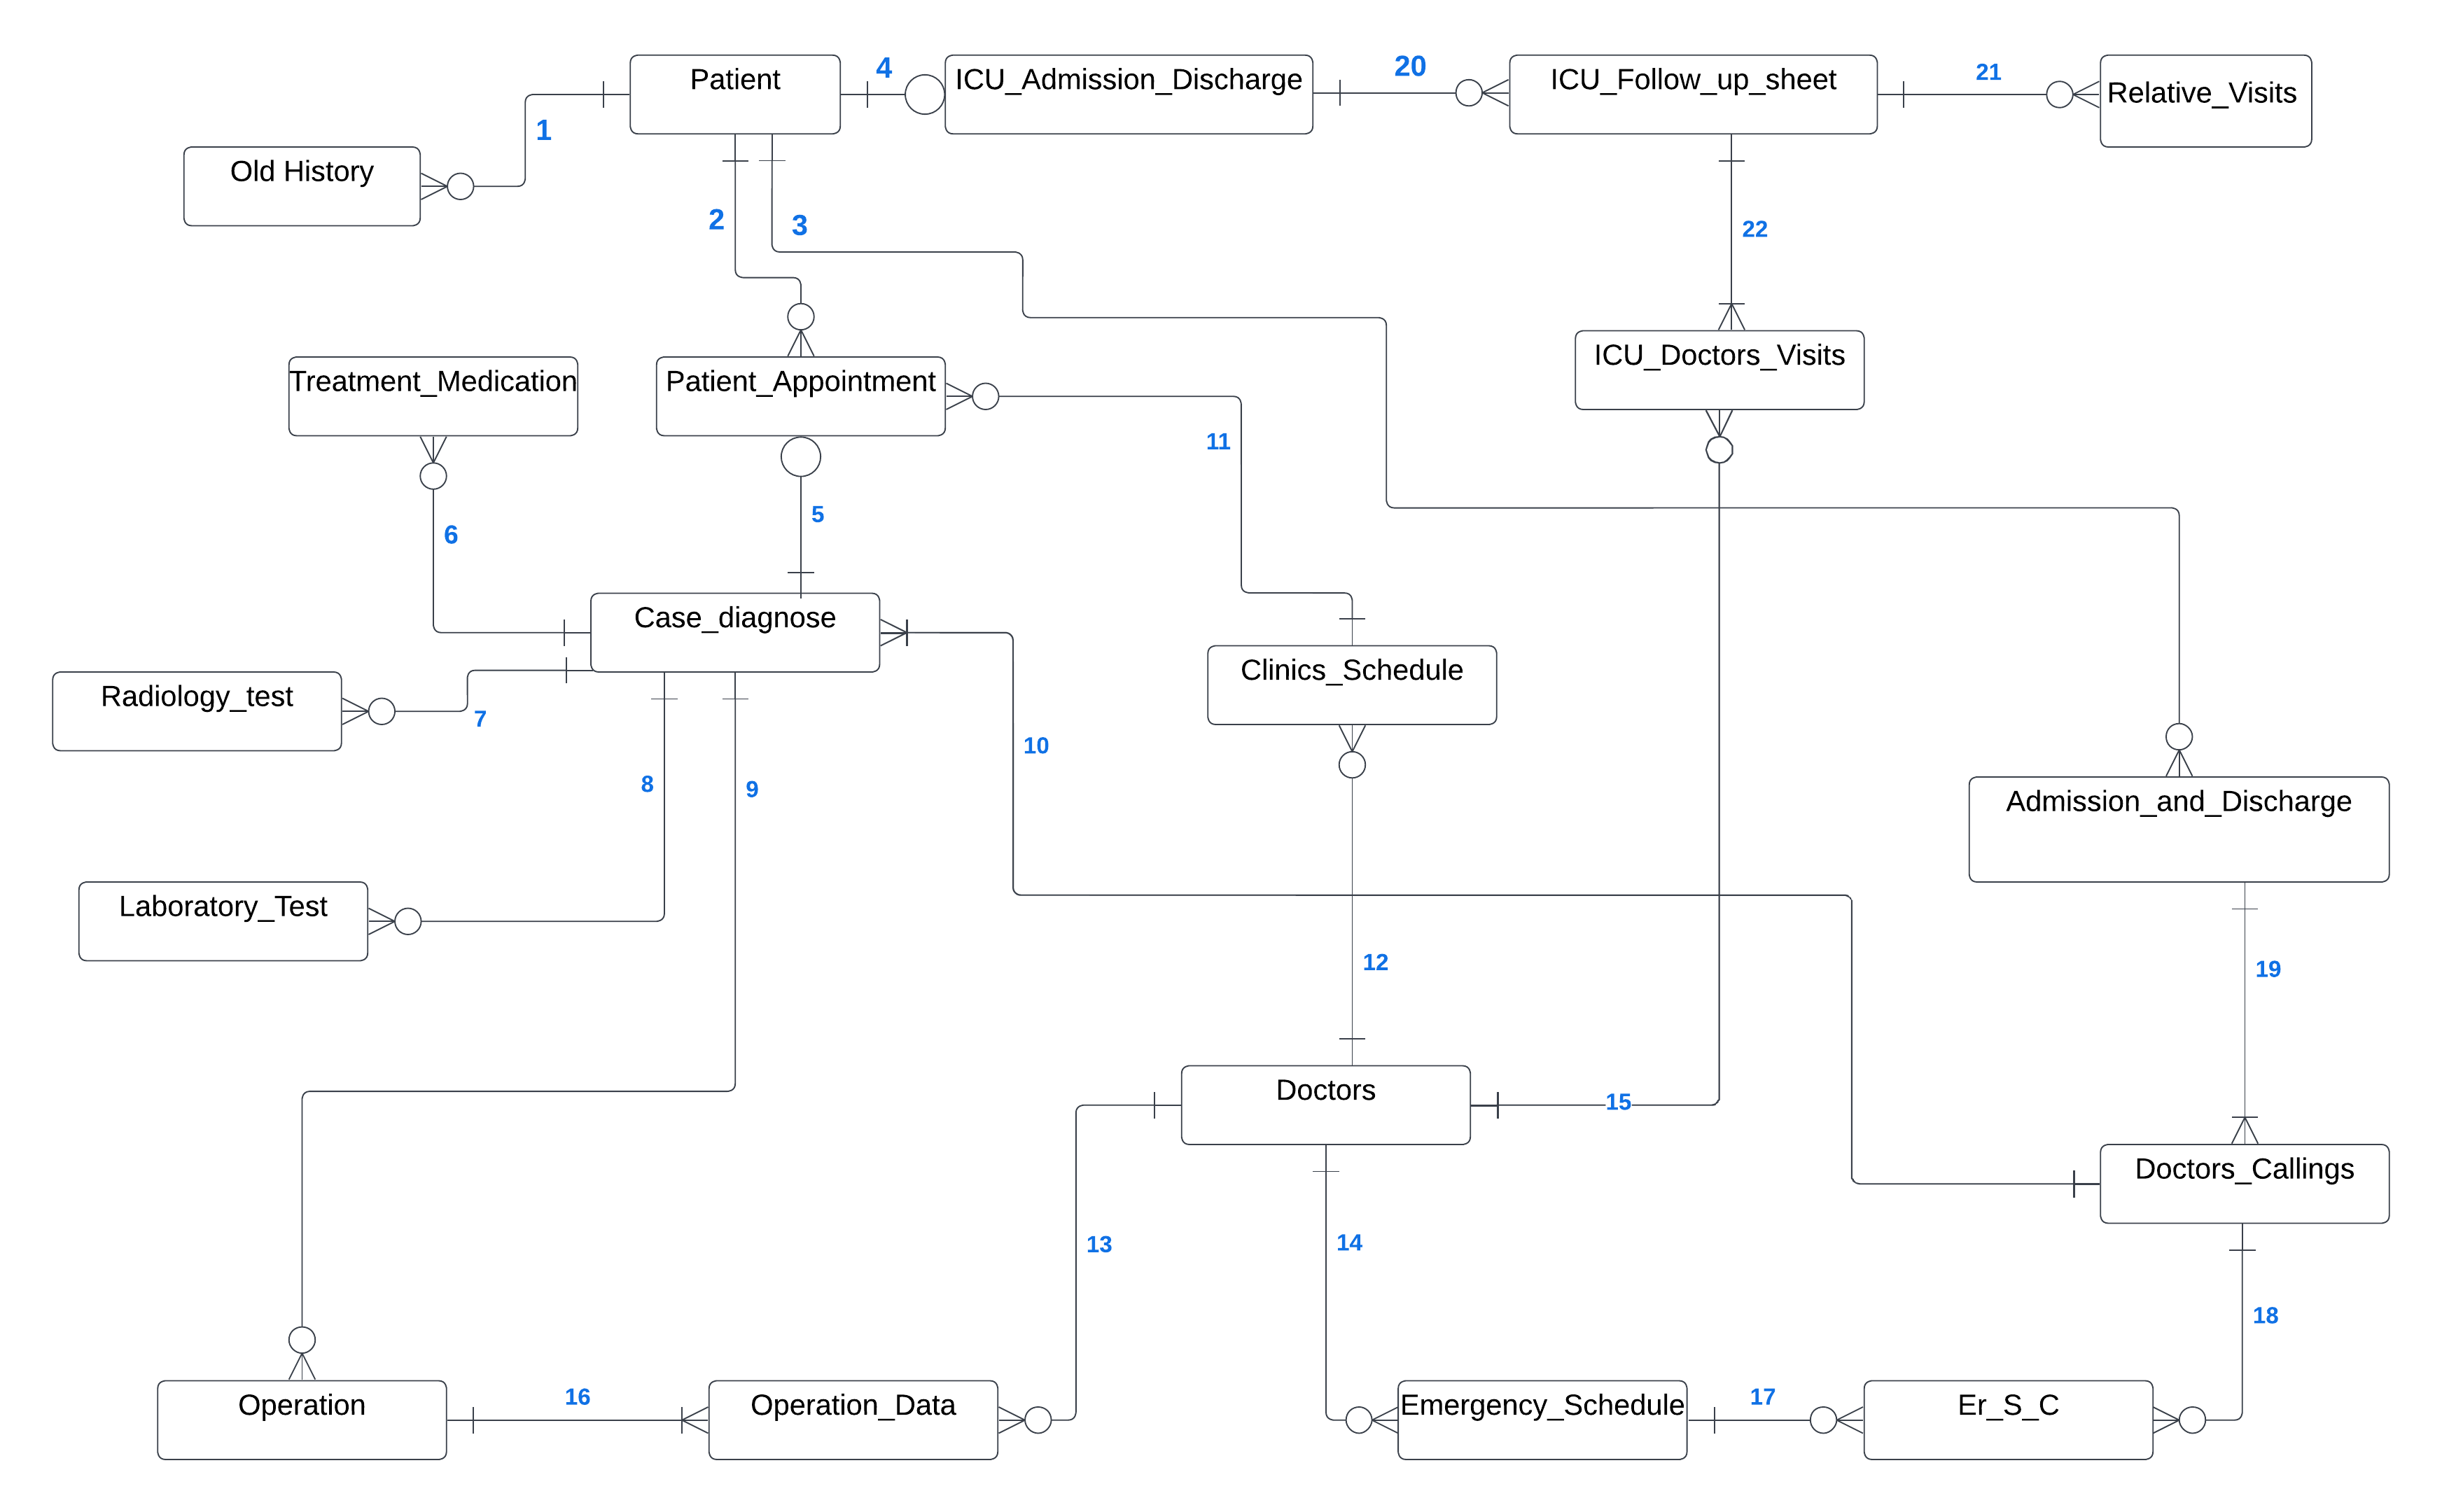 Patient
4
ICU_Admission_Discharge
20
ICU_Follow_up_sheet
21
Relative_Visits
1
Old History
2
3
22
Treatment_Medication
Patient_Appointment
ICU_Doctors_Visits
11
5
6
Case_diagnose
Clinics_Schedule
Radiology_test
7
10
8
9
Admission_and_Discharge
Laboratory_Test
12
19
Doctors
15
Doctors_Callings
13
14
18
16
17
Operation
Operation_Data
Emergency_Schedule
Er_S_C